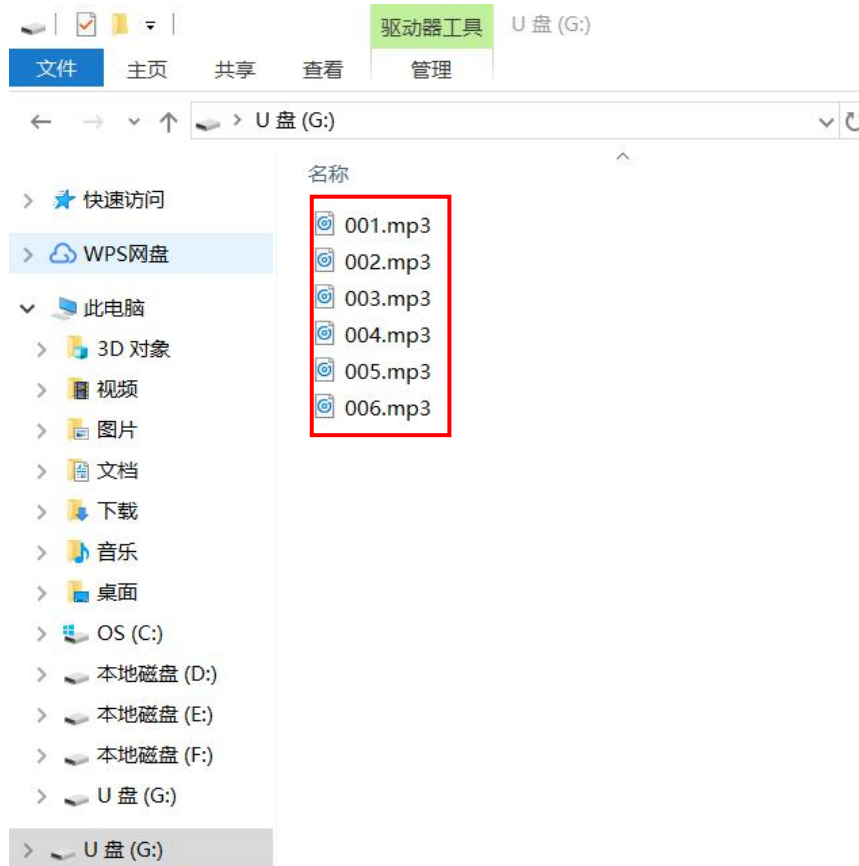 驱动器工具 U 盘 (G:)
文件 主页 共享 查看 管理
U 盘 (G:)
名称
快速访问
WPS网盘
此电脑
3D 对象
视频
图片
文档
下载
音乐
桌面
OS (C:)
本地磁盘 (D:)
本地磁盘 (E:)
本地磁盘 (F:)
U 盘 (G:)
U 盘 (G:)
001.mp3
002.mp3
003.mp3
004.mp3
005.mp3
006.mp3